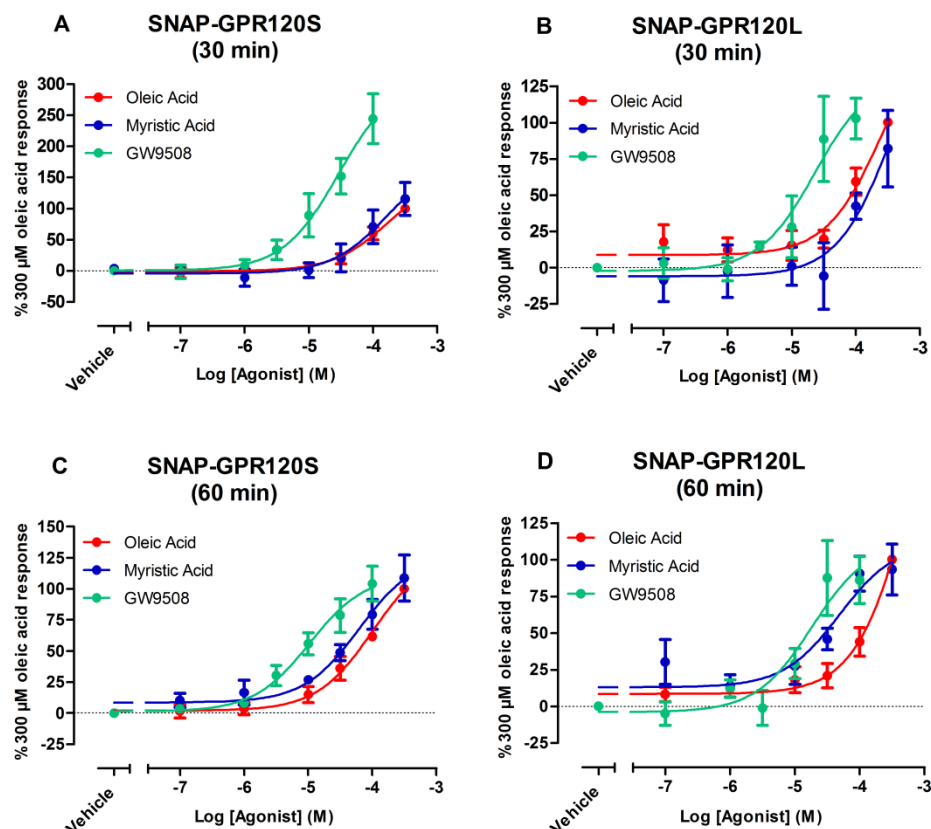 A
SNAP-GPR120S
(30 min)
% 300 µM oleic acid response
300
250
200
150
100
50
0
-50
Oleic Acid
Myristic Acid
GW9508
Vehicle
-7
-6
-5
-4
-3
Log [Agonist] (M)
B
SNAP-GPR120L
(30 min)
% 300 µM oleic acid response
125
100
75
50
25
0
-25
Oleic Acid
Myristic Acid
GW9508
Vehicle
-7
-6
-5
-4
-3
Log [Agonist] (M)
C
SNAP-GPR120S
(60 min)
% 300 µM oleic acid response
150
125
100
75
50
25
0
-25
Oleic Acid
Myristic Acid
GW9508
Vehicle
-7
-6
-5
-4
-3
Log [Agonist] (M)
D
SNAP-GPR120L
(60 min)
% 300 µM oleic acid response
125
100
75
50
25
0
-25
Oleic Acid
Myristic Acid
GW9508
Vehicle
-7
-6
-5
-4
-3
Log [Agonist] (M)